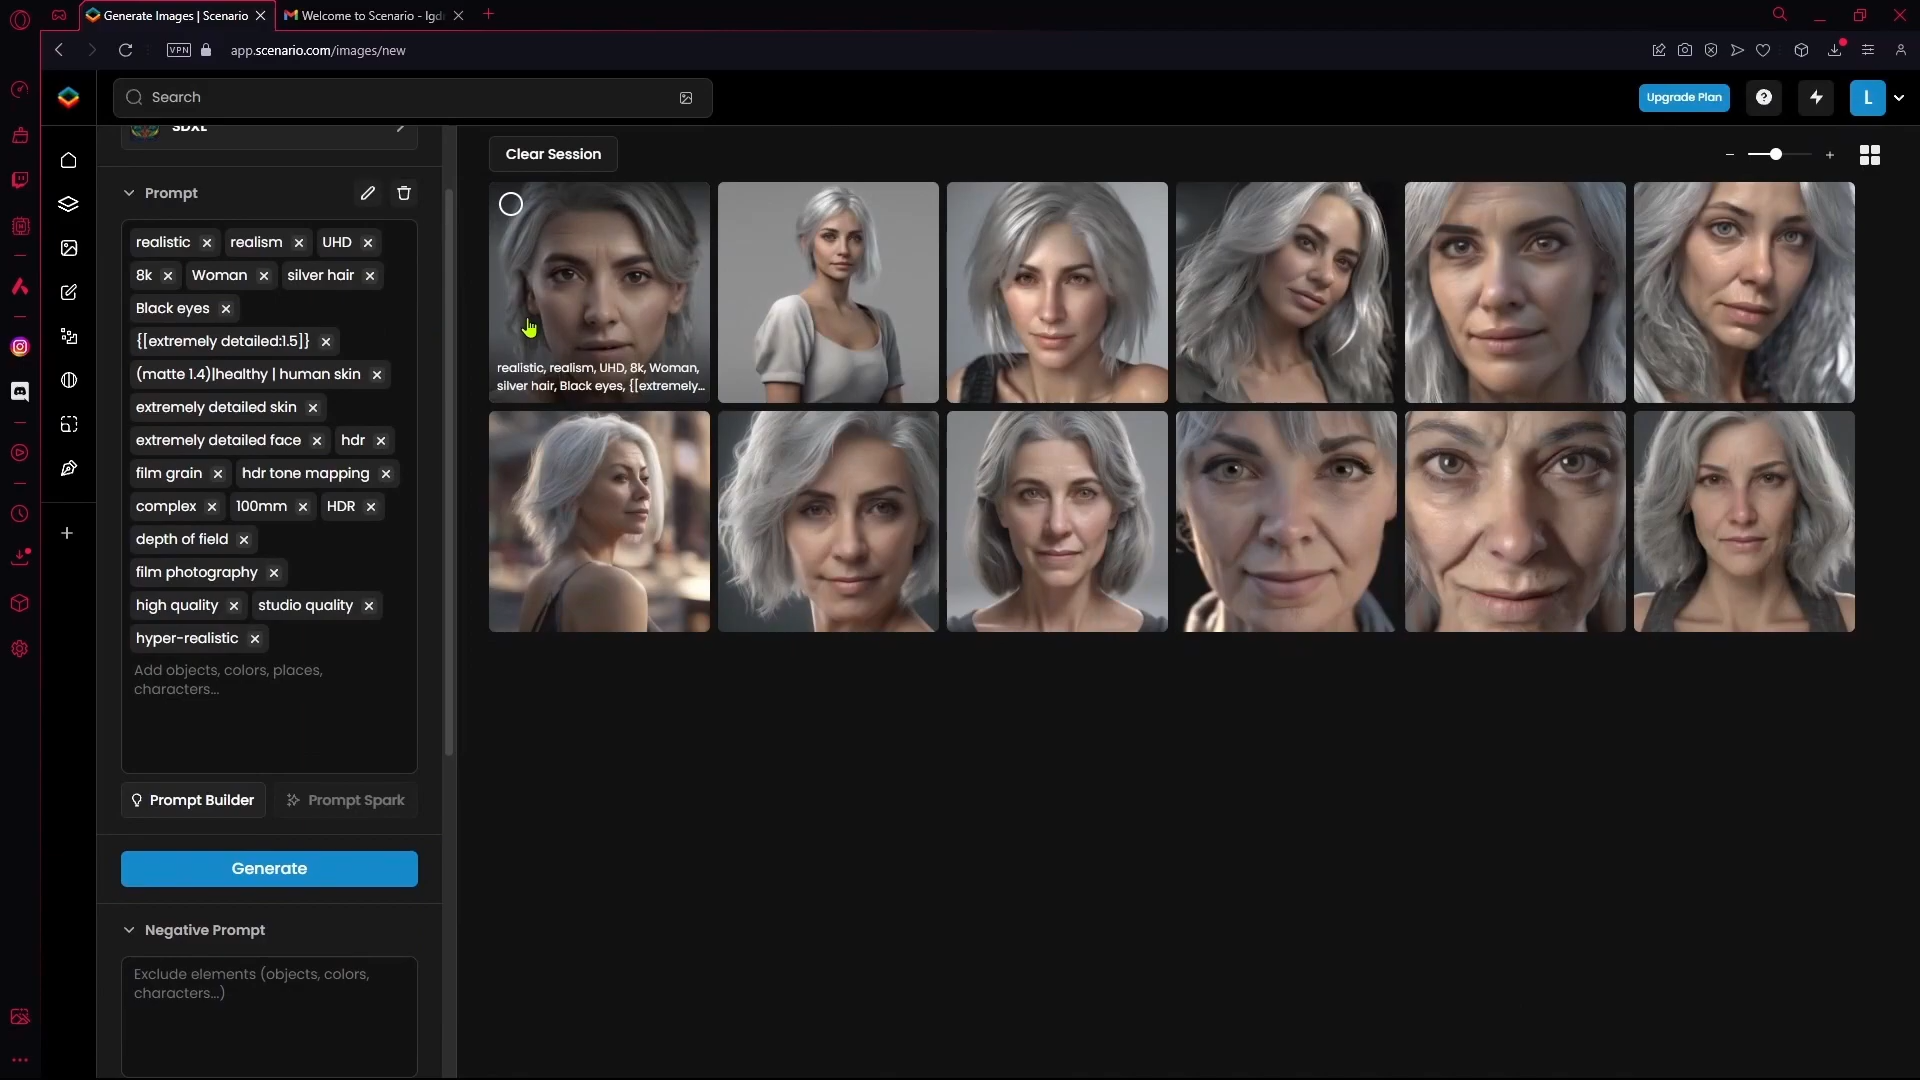 Generate Images | Scenario
Welcome to Scenario - lgd
VPN
app.scenario.com/images/new
Search
Upgrade Plan
L
SDXL
Clear Session
Prompt
realistic realism UHD
8k Woman silver hair
Black eyes
{[extremely detailed:1.5]}
(matte 1.4)|healthy | human skin
extremely detailed skin
extremely detailed face hdr
film grain hdr tone mapping
complex 100mm HDR
depth of field
film photography
high quality studio quality
hyper-realistic
Add objects, colors, places,
characters...
Prompt Builder
Prompt Spark
Generate
Negative Prompt
Exclude elements (objects, colors,
characters...)
realistic, realism, UHD, 8k, Woman,
silver hair, Black eyes, {[extremely...